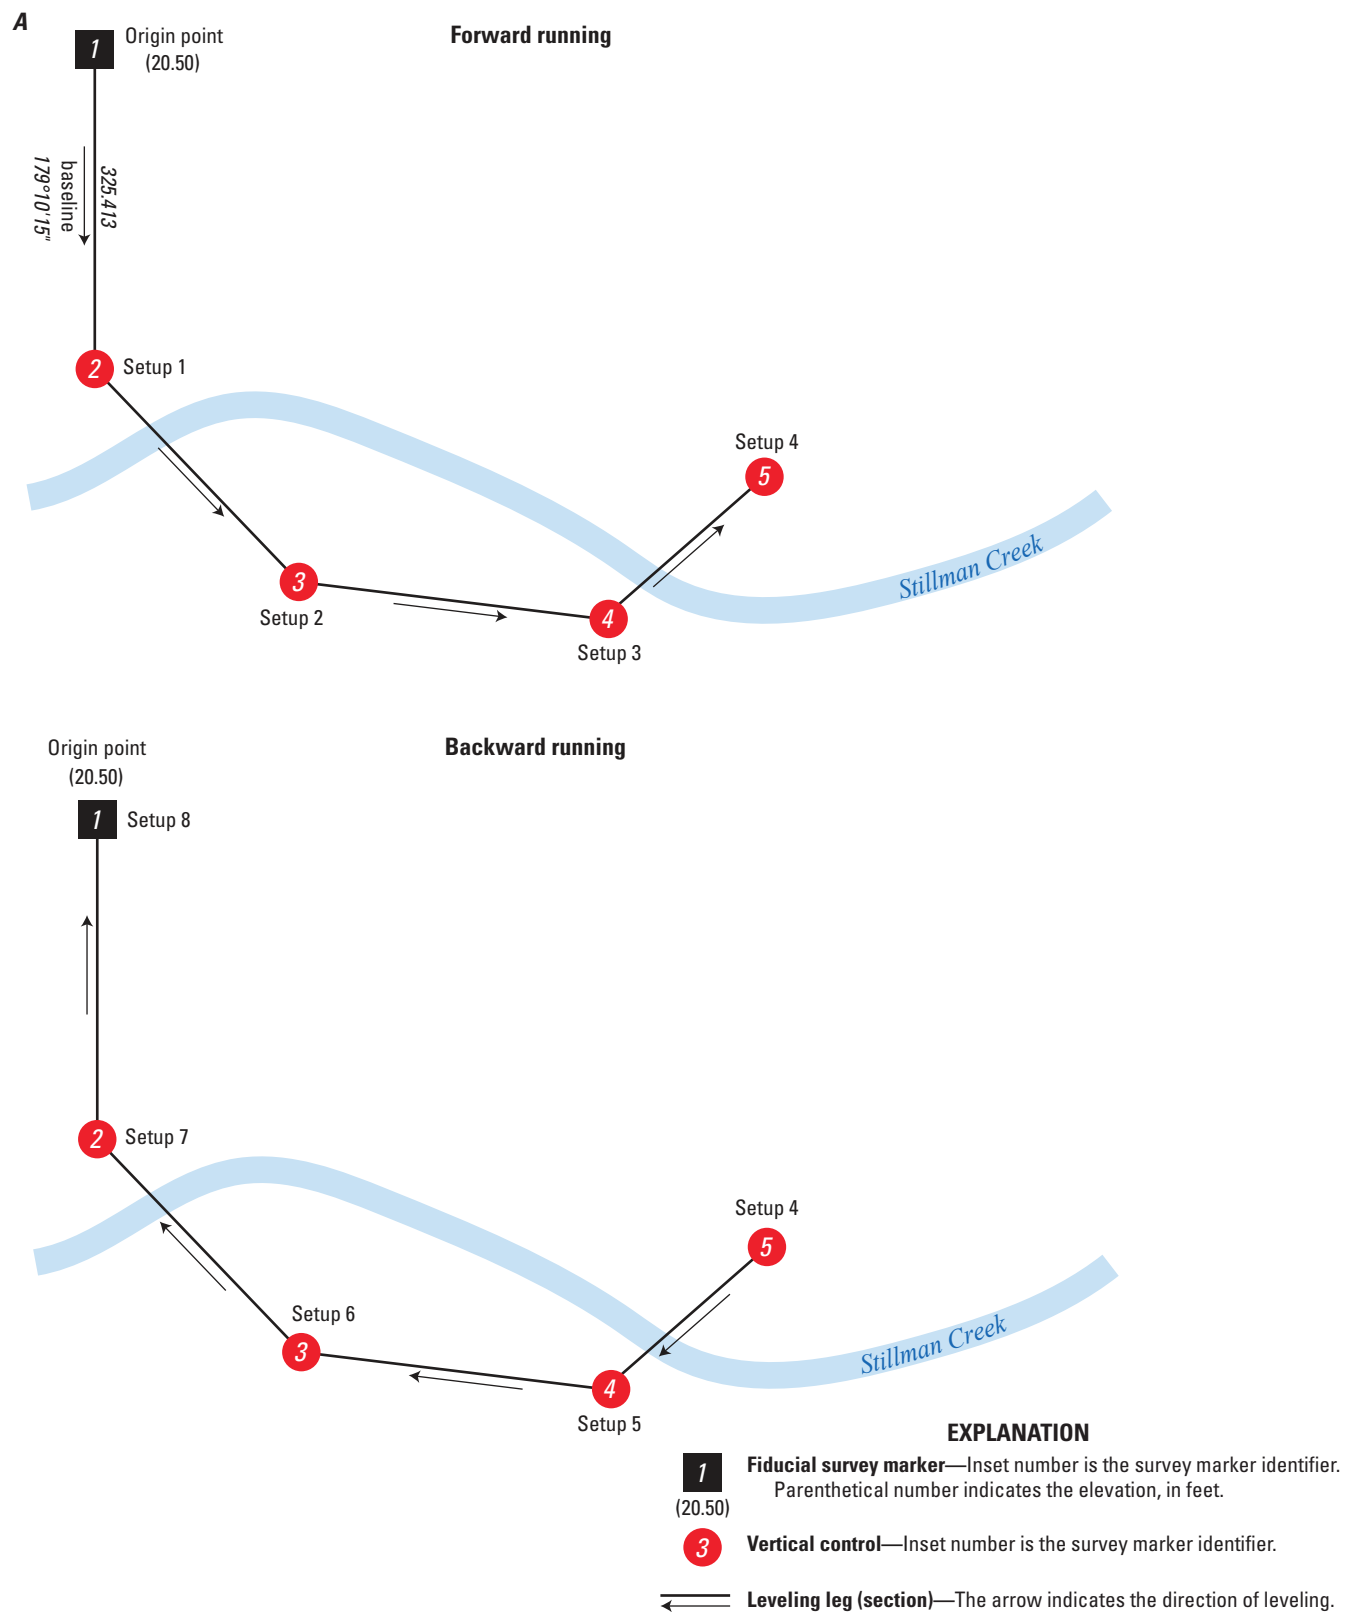 A
Forward running
1
Origin point
(20.50)
325.413
baseline
179°10'15"
2
Setup 1
Setup 4
5
3
Setup 2
4
Setup 3
Stillman Creek
Backward running
Origin point
(20.50)
1
Setup 8
2
Setup 7
Setup 4
5
Setup 6
3
4
Setup 5
Stillman Creek
EXPLANATION
1
(20.50)
Fiducial survey marker—Inset number is the survey marker identifier.
Parenthetical number indicates the elevation, in feet.
3
Vertical control—Inset number is the survey marker identifier.
Leveling leg (section)—The arrow indicates the direction of leveling.